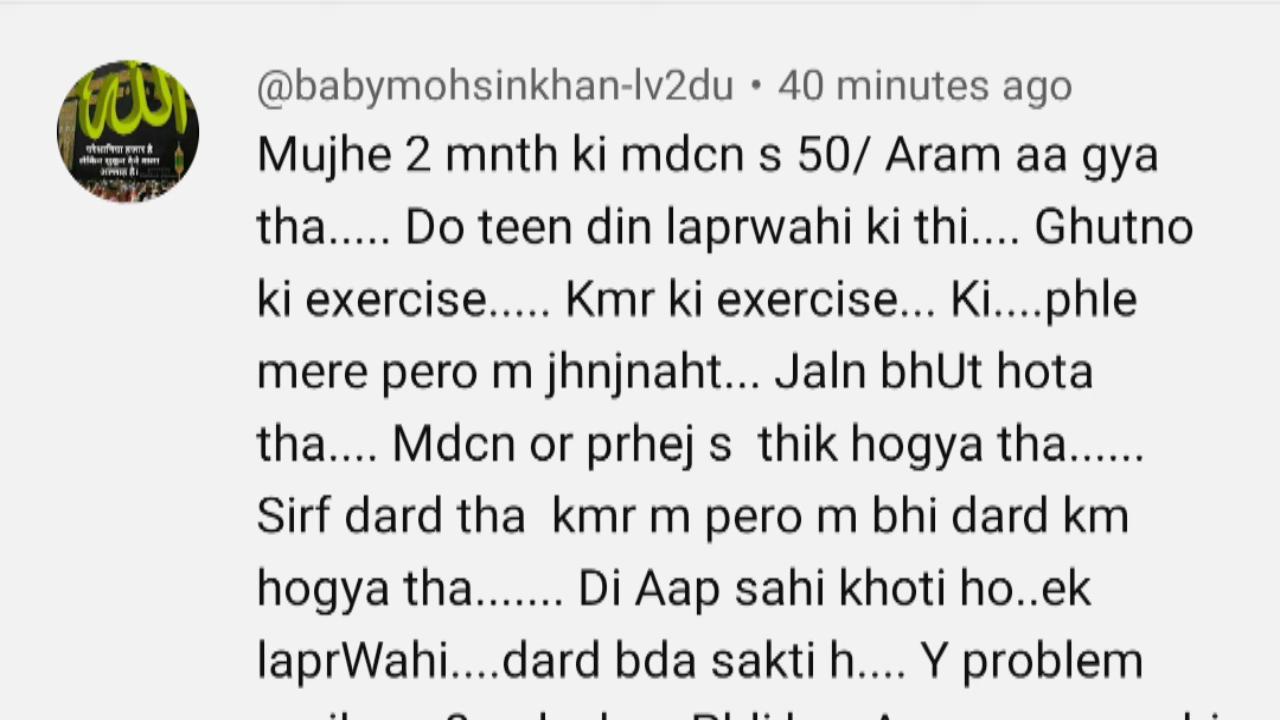 @babymohsinkhan-lv2du • 40 minutes ago
Mujhe 2 mnth ki mdcn s 50/ Aram aa gya
tha..... Do teen din laprwahi ki thi.... Ghutno
ki exercise..... Kmr ki exercise... Ki....phle
mere pero m jhnjnaht... Jaln bhUt hota
tha.... Mdcn or prhej s  thik hogya tha......
Sirf dard tha  kmr m pero m bhi dard km
hogya tha....... Di Aap sahi khoti ho..ek
laprWahi....dard bda sakti h.... Y problem